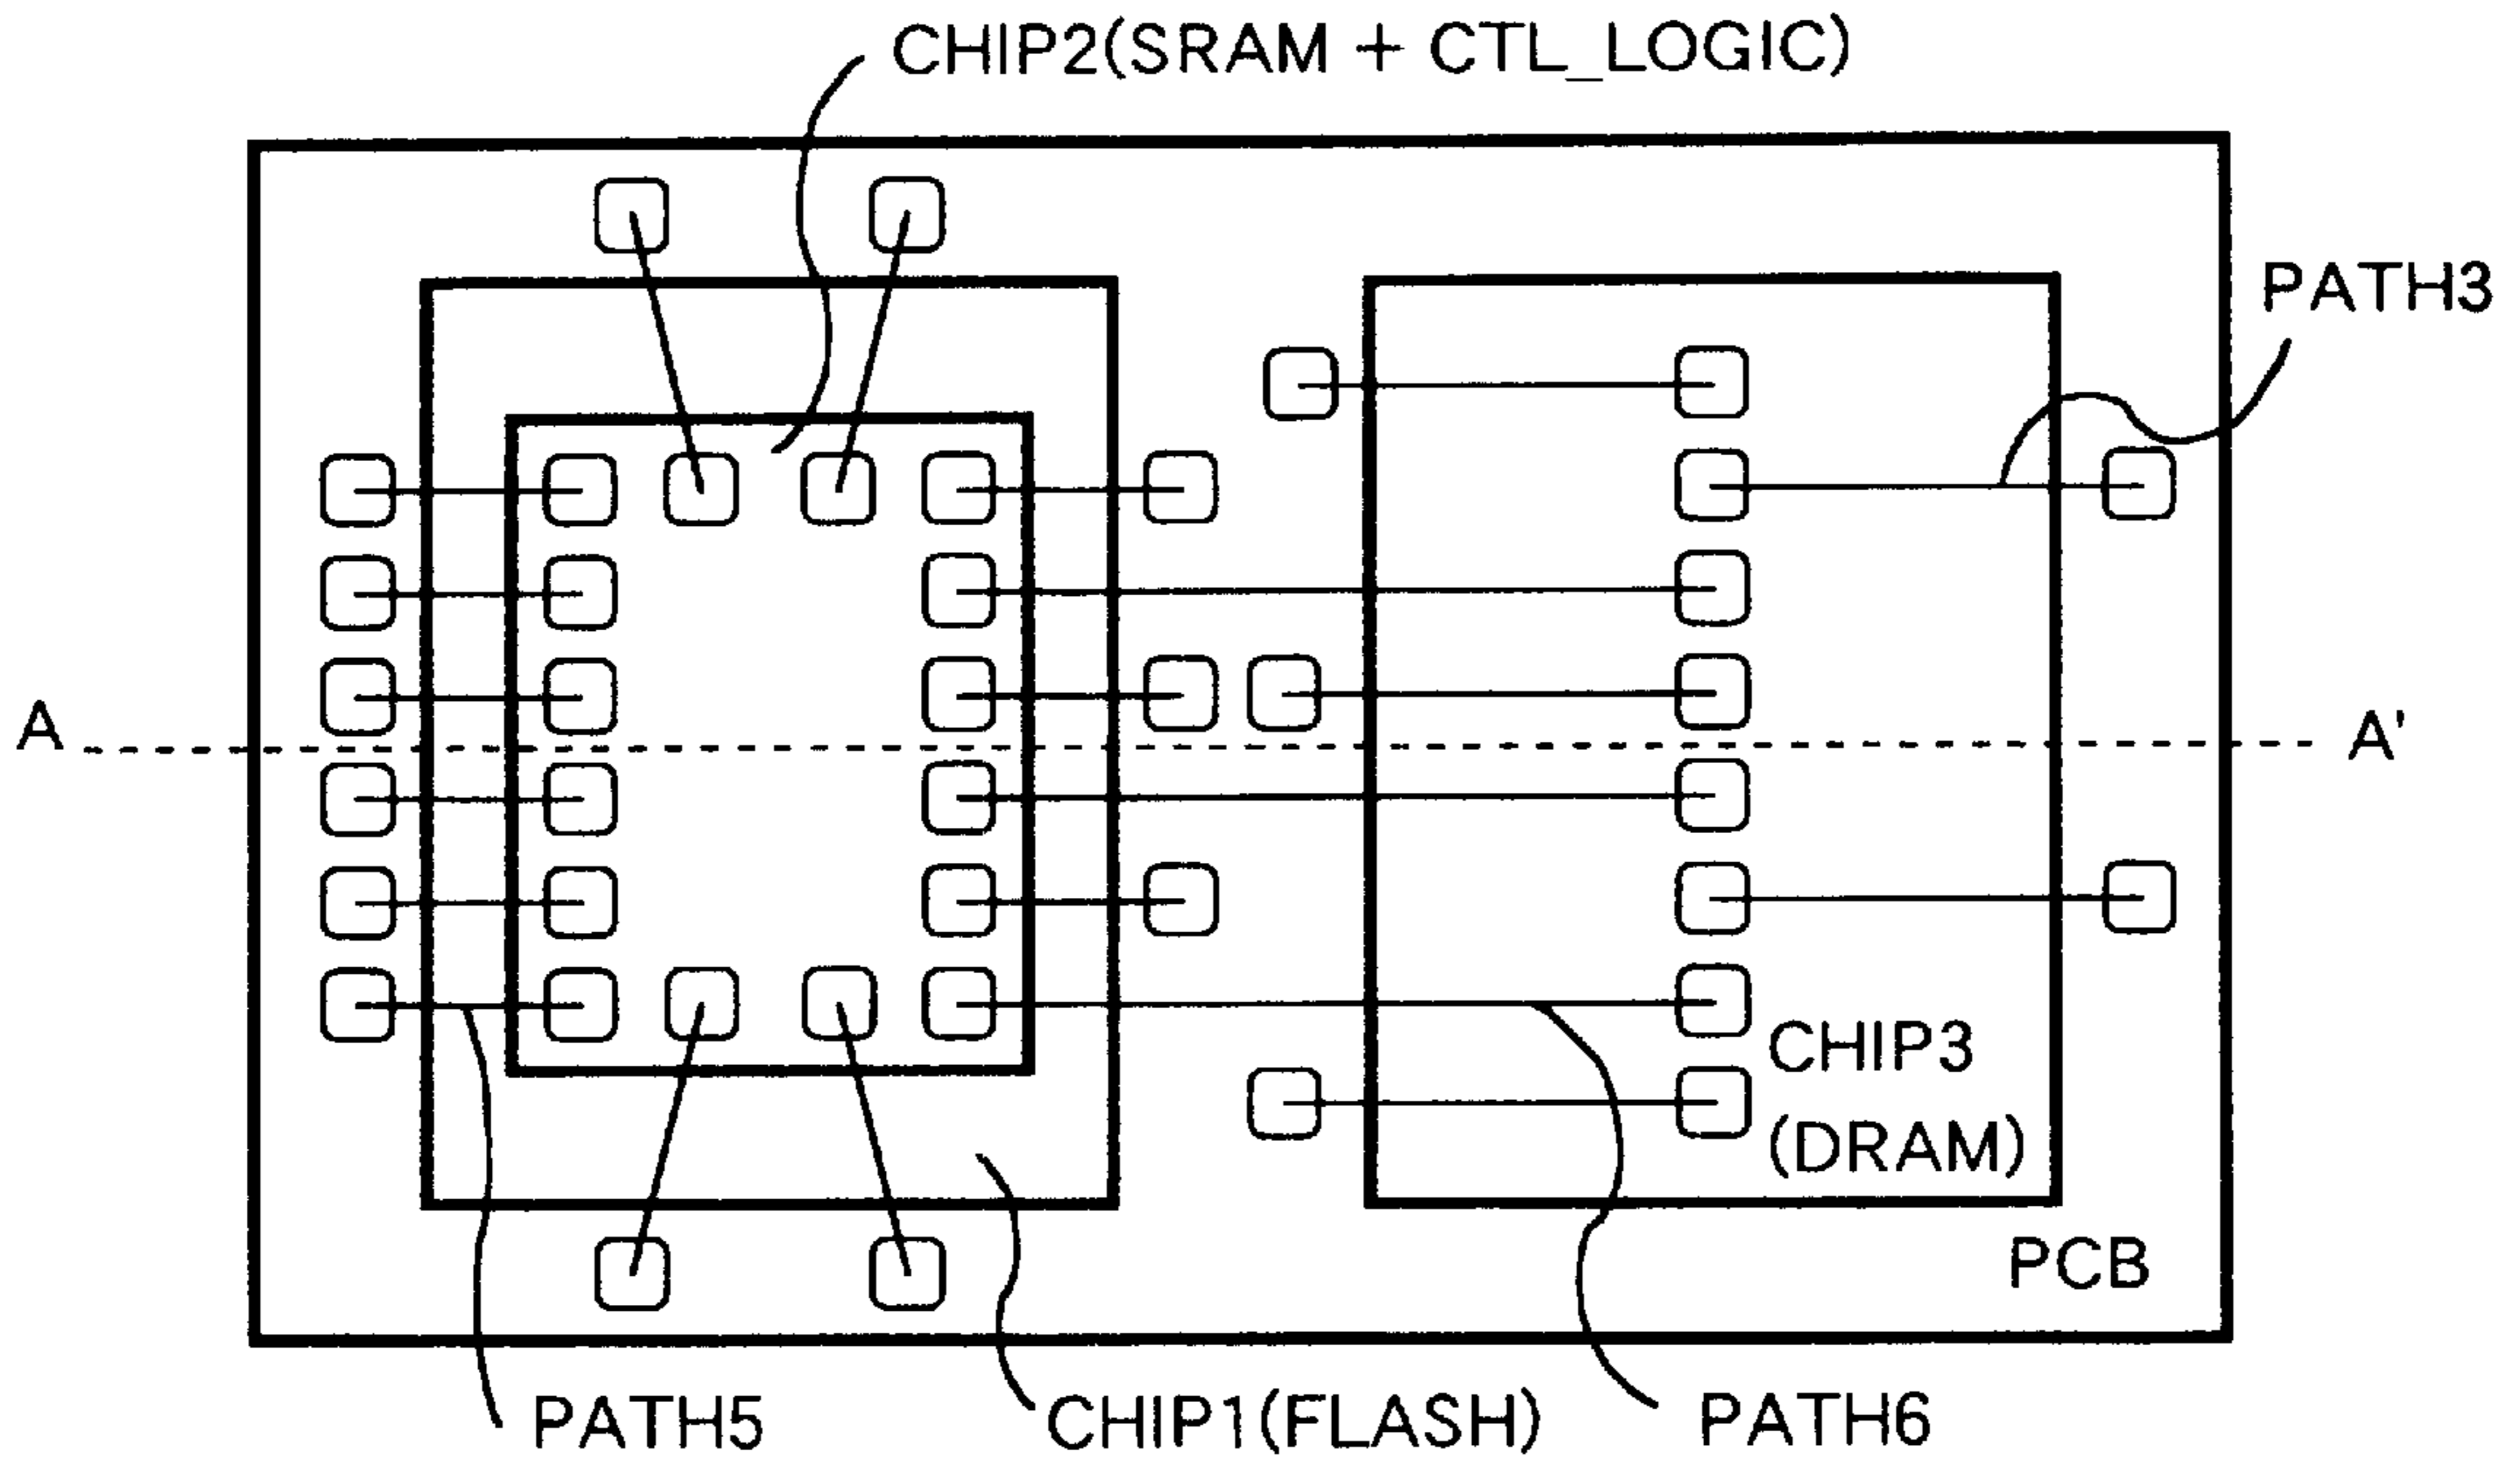 CHIP2(SRAM + CTL_LOGIC)
PATH3
A
A'
CHIP3
(DRAM)
PCB
PATH5
CHIP1(FLASH)
PATH6